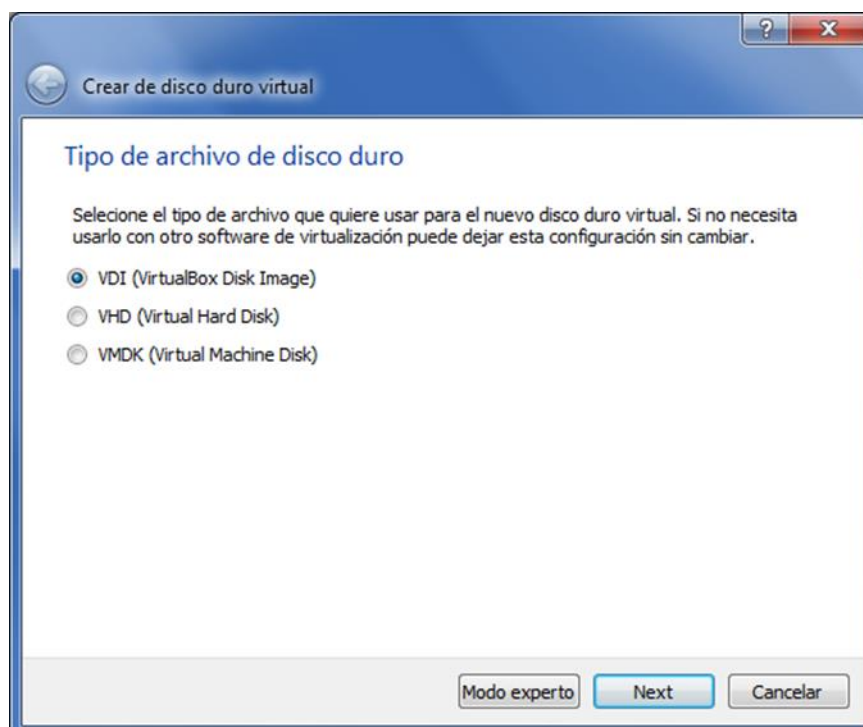 ?
Crear de disco duro virtual
Tipo de archivo de disco duro
Selecione el tipo de archivo que quiere usar para el nuevo disco duro virtual. Si no necesita
usarlo con otro software de virtualización puede dejar esta configuración sin cambiar.
VDI (VirtualBox Disk Image)
VHD (Virtual Hard Disk)
VMDK (Virtual Machine Disk)
Modo experto Next Cancelar